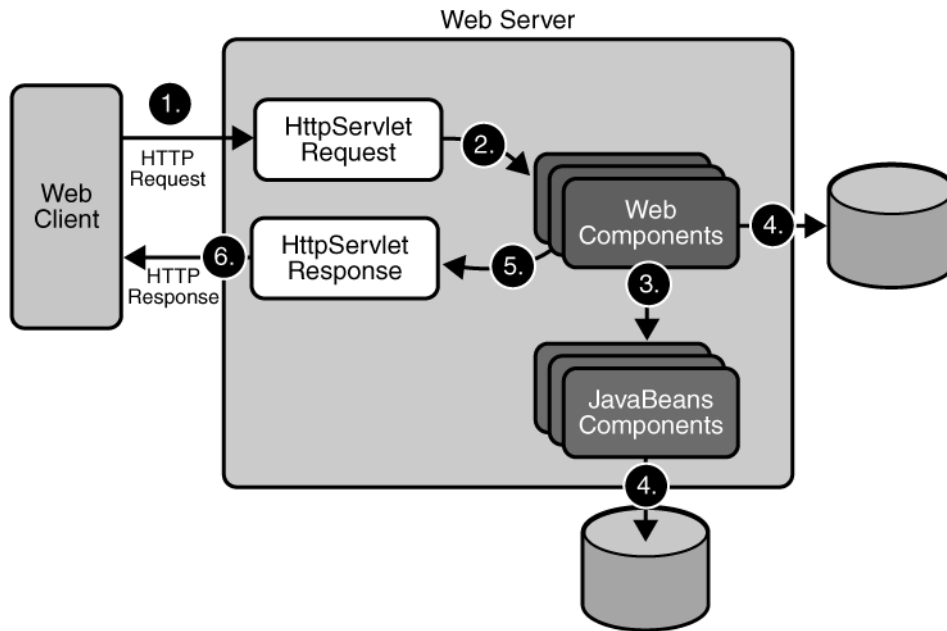 Web Server
1.
HttpServlet
Request
2.
HTTP
Request
Web
Client
Web
Components
4.
HttpServlet
Response
5.
6.
HTTP
Response
3.
JavaBeans
Components
4.